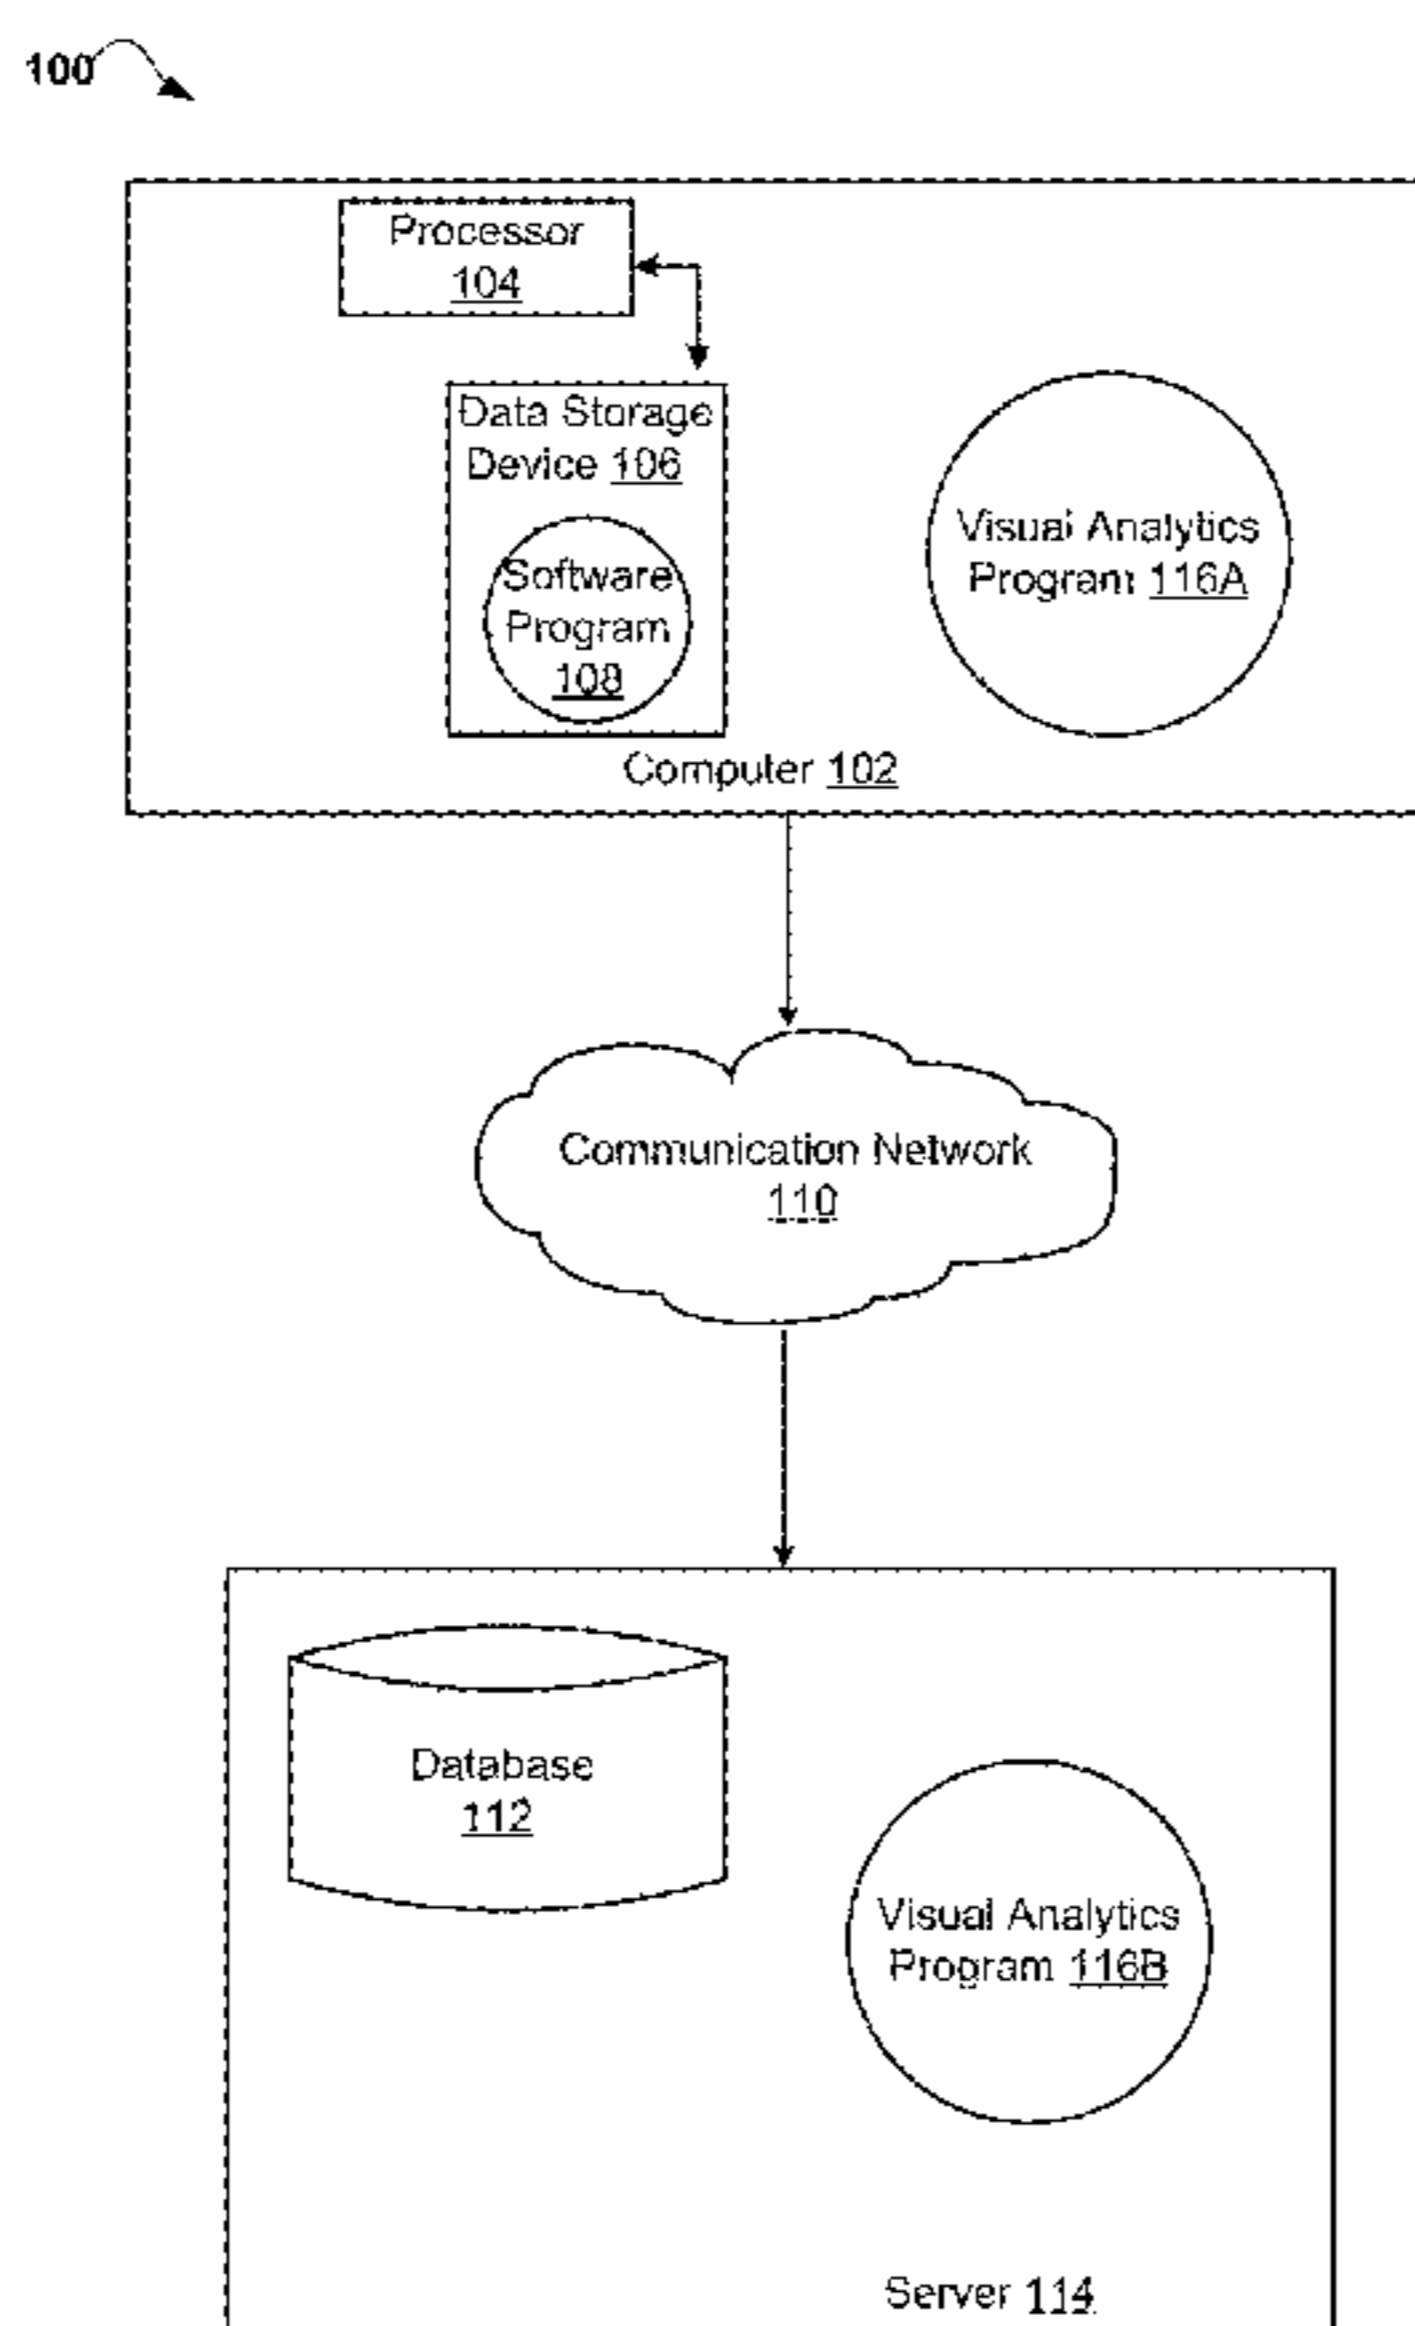 100
Processor
104
Data Storage
Device 106
Software
Program
108
Visual Analytics
Program 116A
Computer 102
Communication Network
110
Database
112
Visual Analytics
Program 116B
Server 114